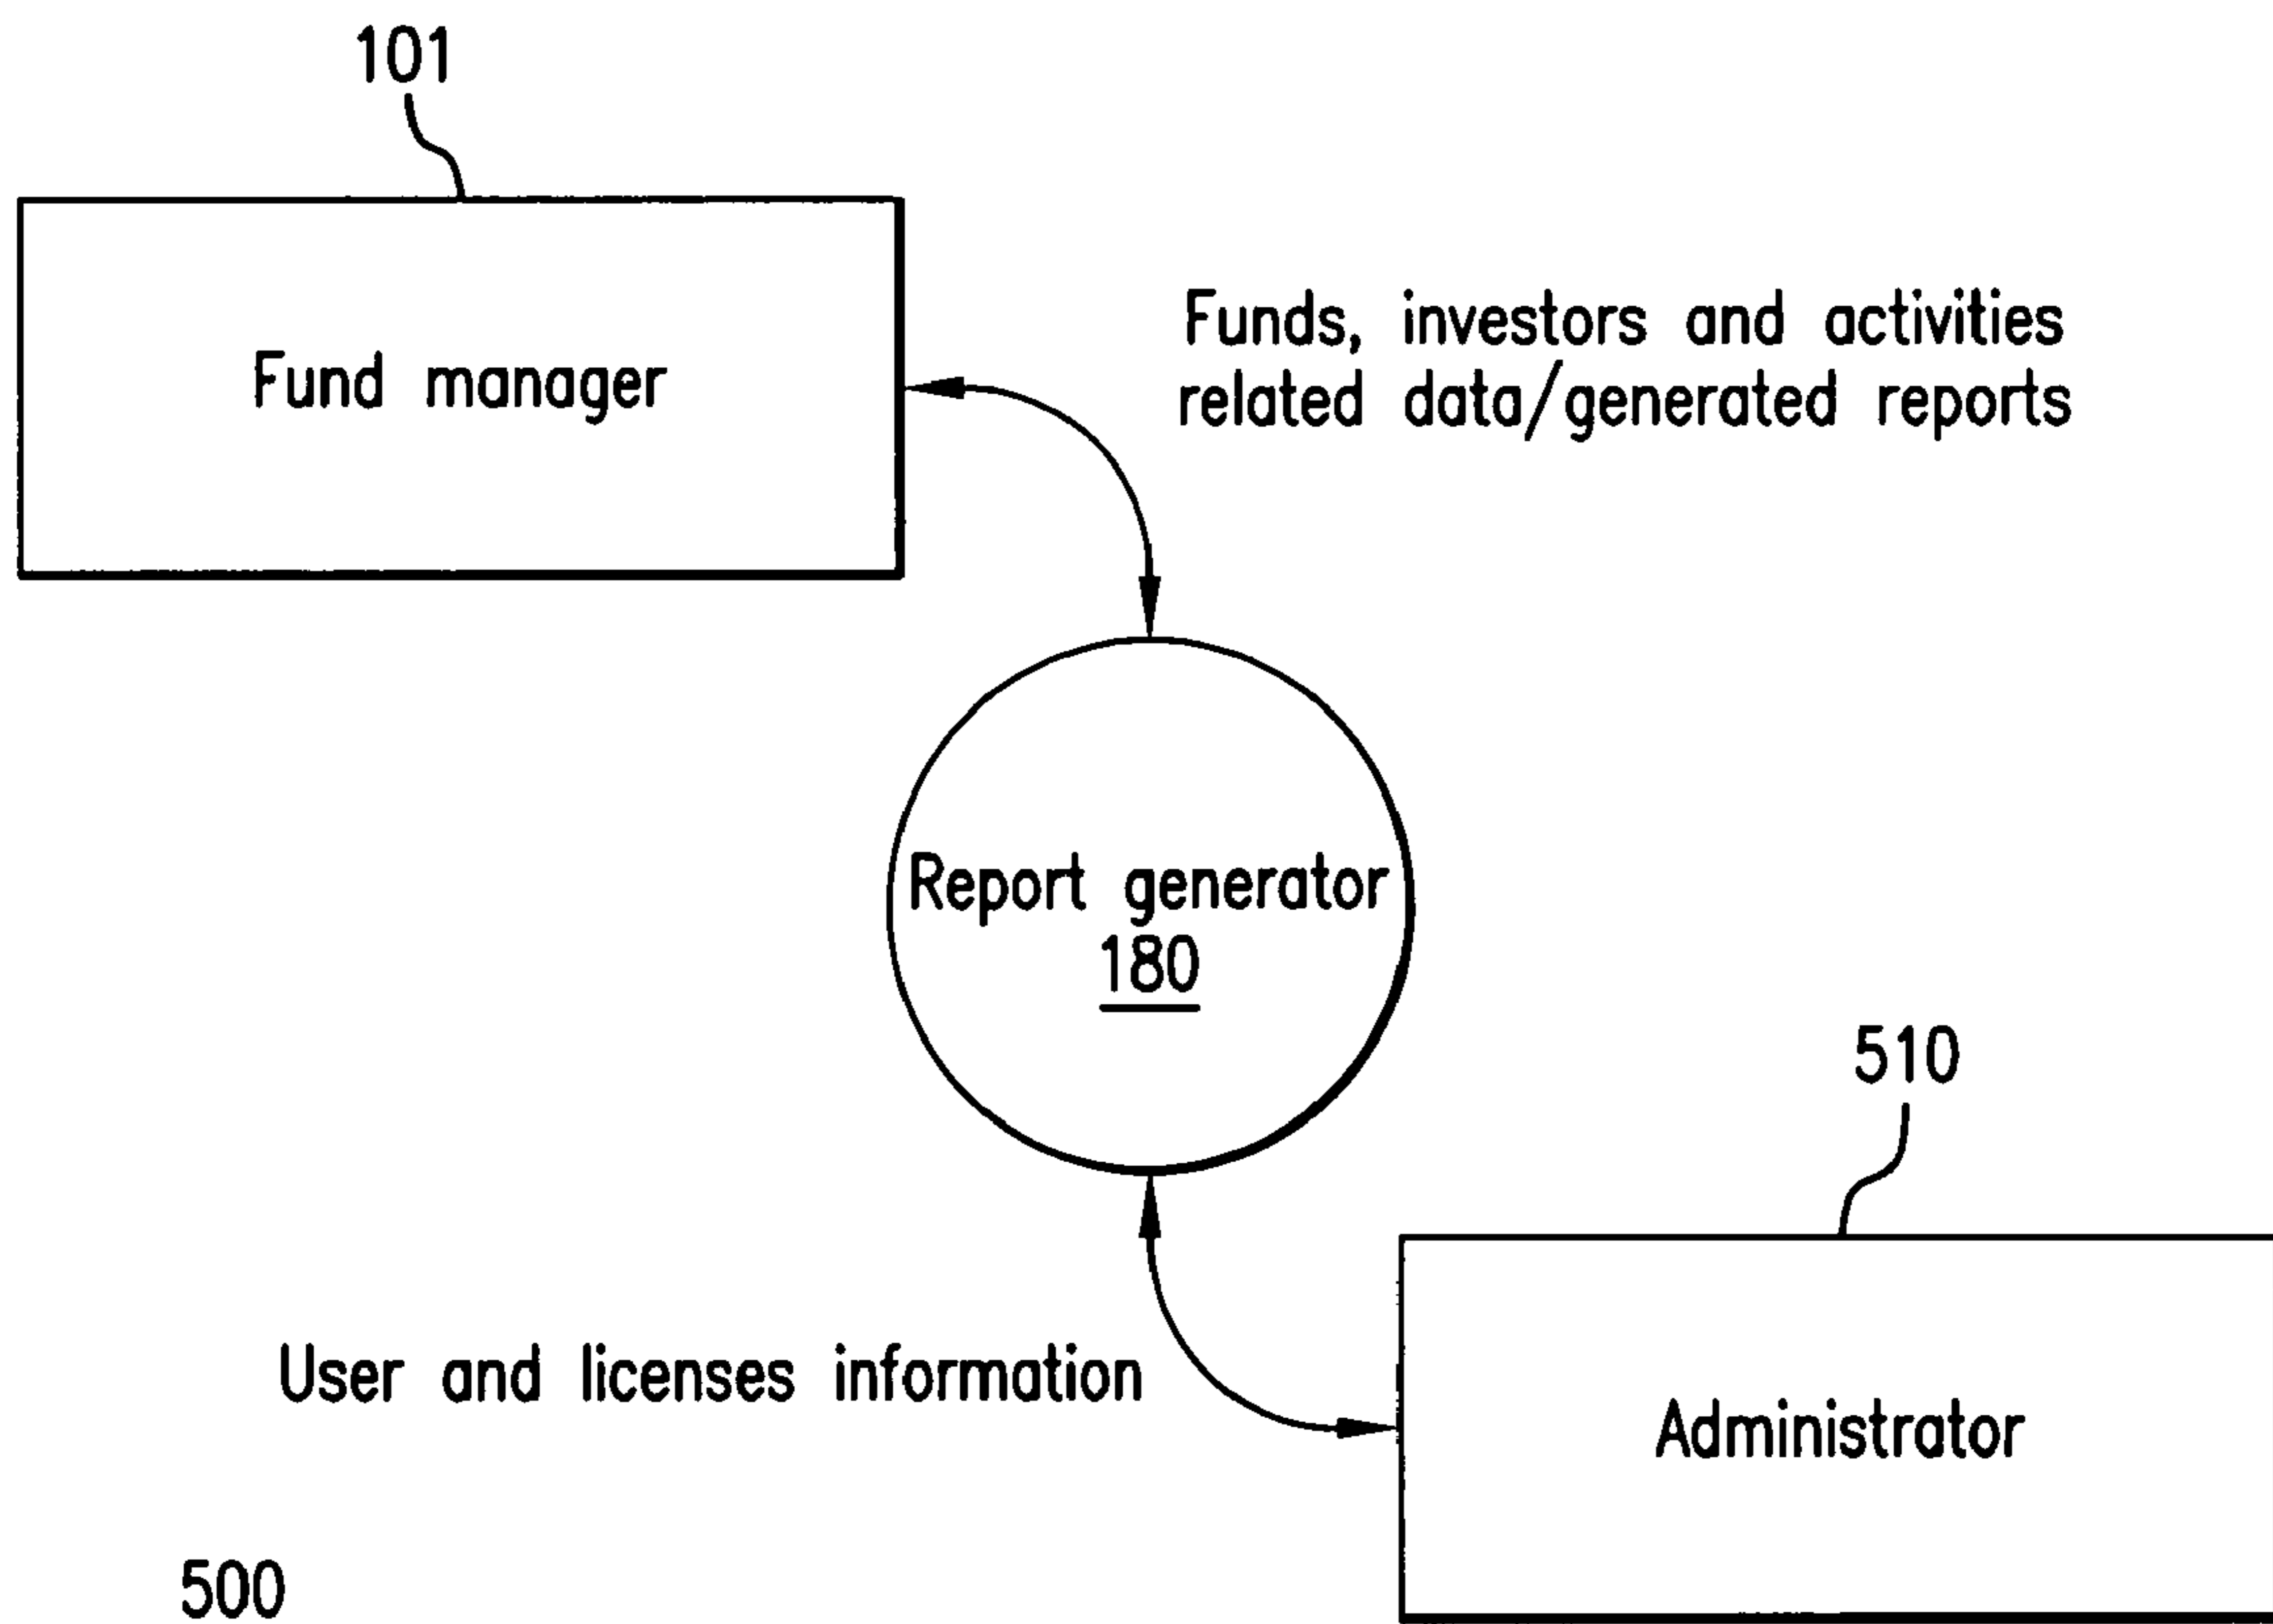 101
Fund manager
Funds, investors and activities
related data/generated reports
Report generator
180
510
User and licenses information
Administrator
500